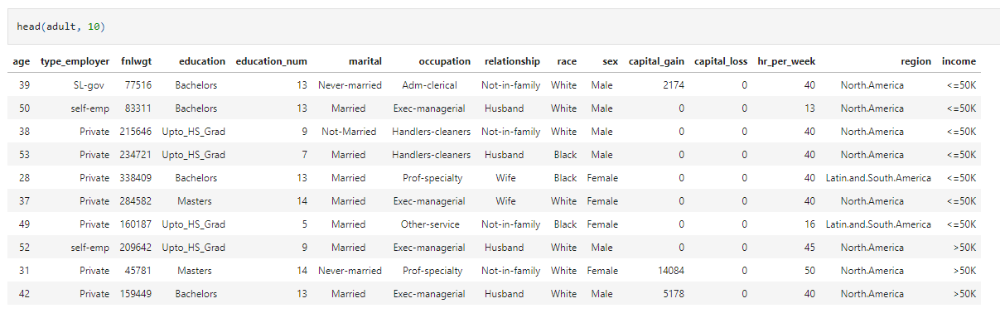 head(adult, 10)
age type_employer fnlwgt education education_num marital occupation relationship race sex capital_gain capital_loss hr_per_week region income
39 SL-gov 77516 Bachelors 13 Never-married Adm-clerical Not-in-family White Male 2174 0 40 North.America <=50K
50 self-emp 83311 Bachelors 13 Married Exec-managerial Husband White Male 0 0 13 North.America <=50K
38 Private 215646 Upto_HS_Grad 9 Not-Married Handlers-cleaners Not-in-family White Male 0 0 40 North.America <=50K
53 Private 234721 Upto_HS_Grad 7 Married Handlers-cleaners Husband Black Male 0 0 40 North.America <=50K
28 Private 338409 Bachelors 13 Married Prof-specialty Wife Black Female 0 0 40 Latin.and.South.America <=50K
37 Private 284582 Masters 14 Married Exec-managerial Wife White Female 0 0 40 North.America <=50K
49 Private 160187 Upto_HS_Grad 5 Married Other-service Not-in-family Black Female 0 0 16 Latin.and.South.America <=50K
52 self-emp 209642 Upto_HS_Grad 9 Married Exec-managerial Husband White Male 0 0 45 North.America >50K
31 Private 45781 Masters 14 Never-married Prof-specialty Not-in-family White Female 14084 0 50 North.America >50K
42 Private 159449 Bachelors 13 Married Exec-managerial Husband White Male 5178 0 40 North.America >50K